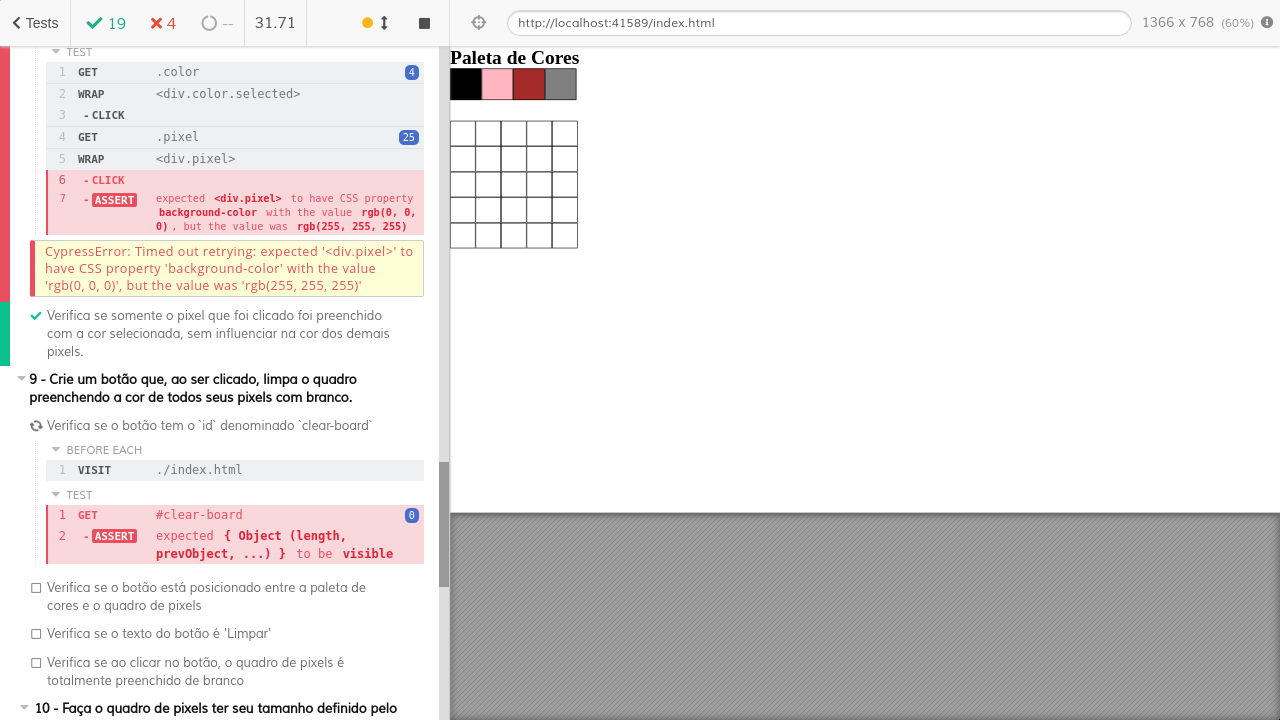 Tests 19 4 -- 31.71 http://localhost:41589/index.html 1366 x 768 (60%)
TEST
1 GET .color 4
2 WRAP <div.color.selected>
3 - CLICK
4 GET .pixel 25
5 WRAP <div.pixel>
6 - CLICK
7 - ASSERT expected <div.pixel> to have CSS property
background-color with the value rgb(0, 0,
0), but the value was rgb(255, 255, 255)
CypressError: Timed out retrying: expected '<div.pixel>' to
have CSS property 'background-color' with the value
'rgb(0, 0, 0)', but the value was 'rgb(255, 255, 255)'
Verifica se somente o pixel que foi clicado foi preenchido
com a cor selecionada, sem influenciar na cor dos demais
pixels.
9 - Crie um botão que, ao ser clicado, limpa o quadro
preenchendo a cor de todos seus pixels com branco.
Verifica se o botão tem o `id` denominado `clear-board`
BEFORE EACH
1 VISIT ./index.html
TEST
1 GET #clear-board 0
2 - ASSERT expected { Object (length,
prevObject, ...) } to be visible
Verifica se o botão está posicionado entre a paleta de
cores e o quadro de pixels
Verifica se o texto do botão é 'Limpar'
Verifica se ao clicar no botão, o quadro de pixels é
totalmente preenchido de branco
10 - Faça o quadro de pixels ter seu tamanho definido pelo
Paleta de Cores